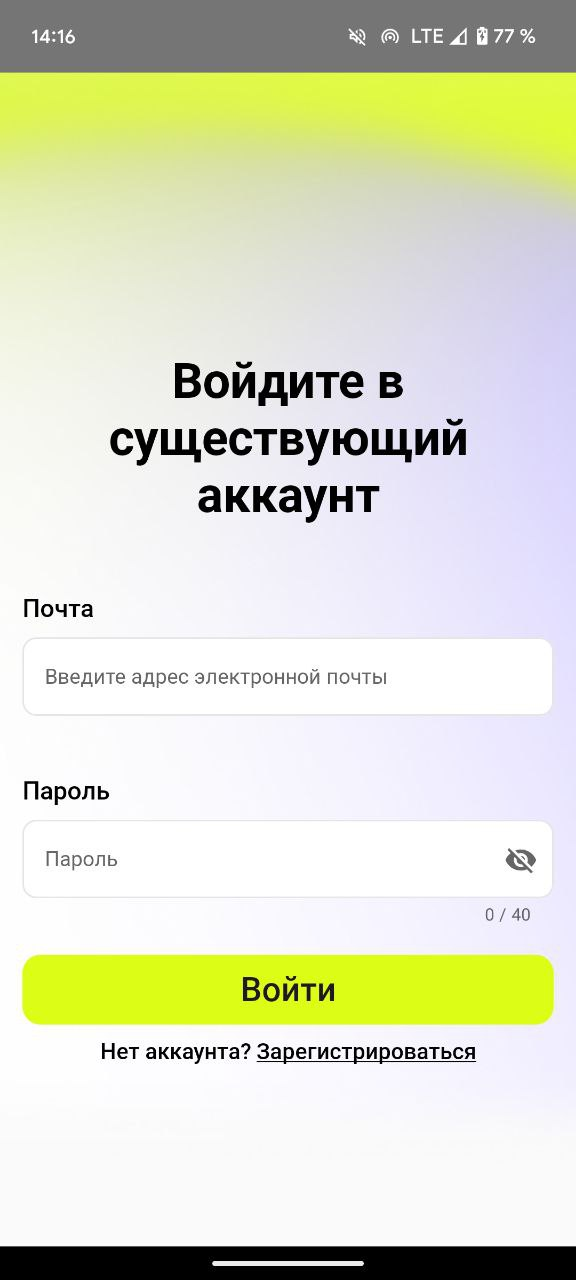 14:16 LTE 77 %
Войдите в
существующий
аккаунт
Почта
Введите адрес электронной почты
Пароль
Пароль
0 / 40
Войти
Нет аккаунта? Зарегистрироваться